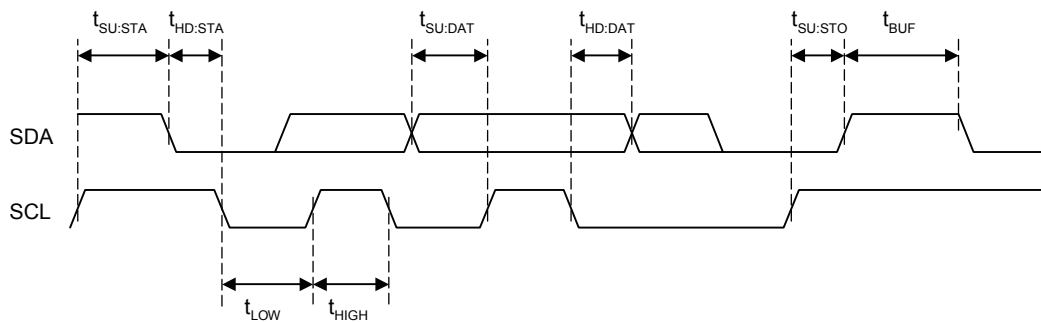 tSU:STA tHD:STA tSU:DAT tHD:DAT tSU:STO tBUF
SDA
SCL
tLOW tHIGH